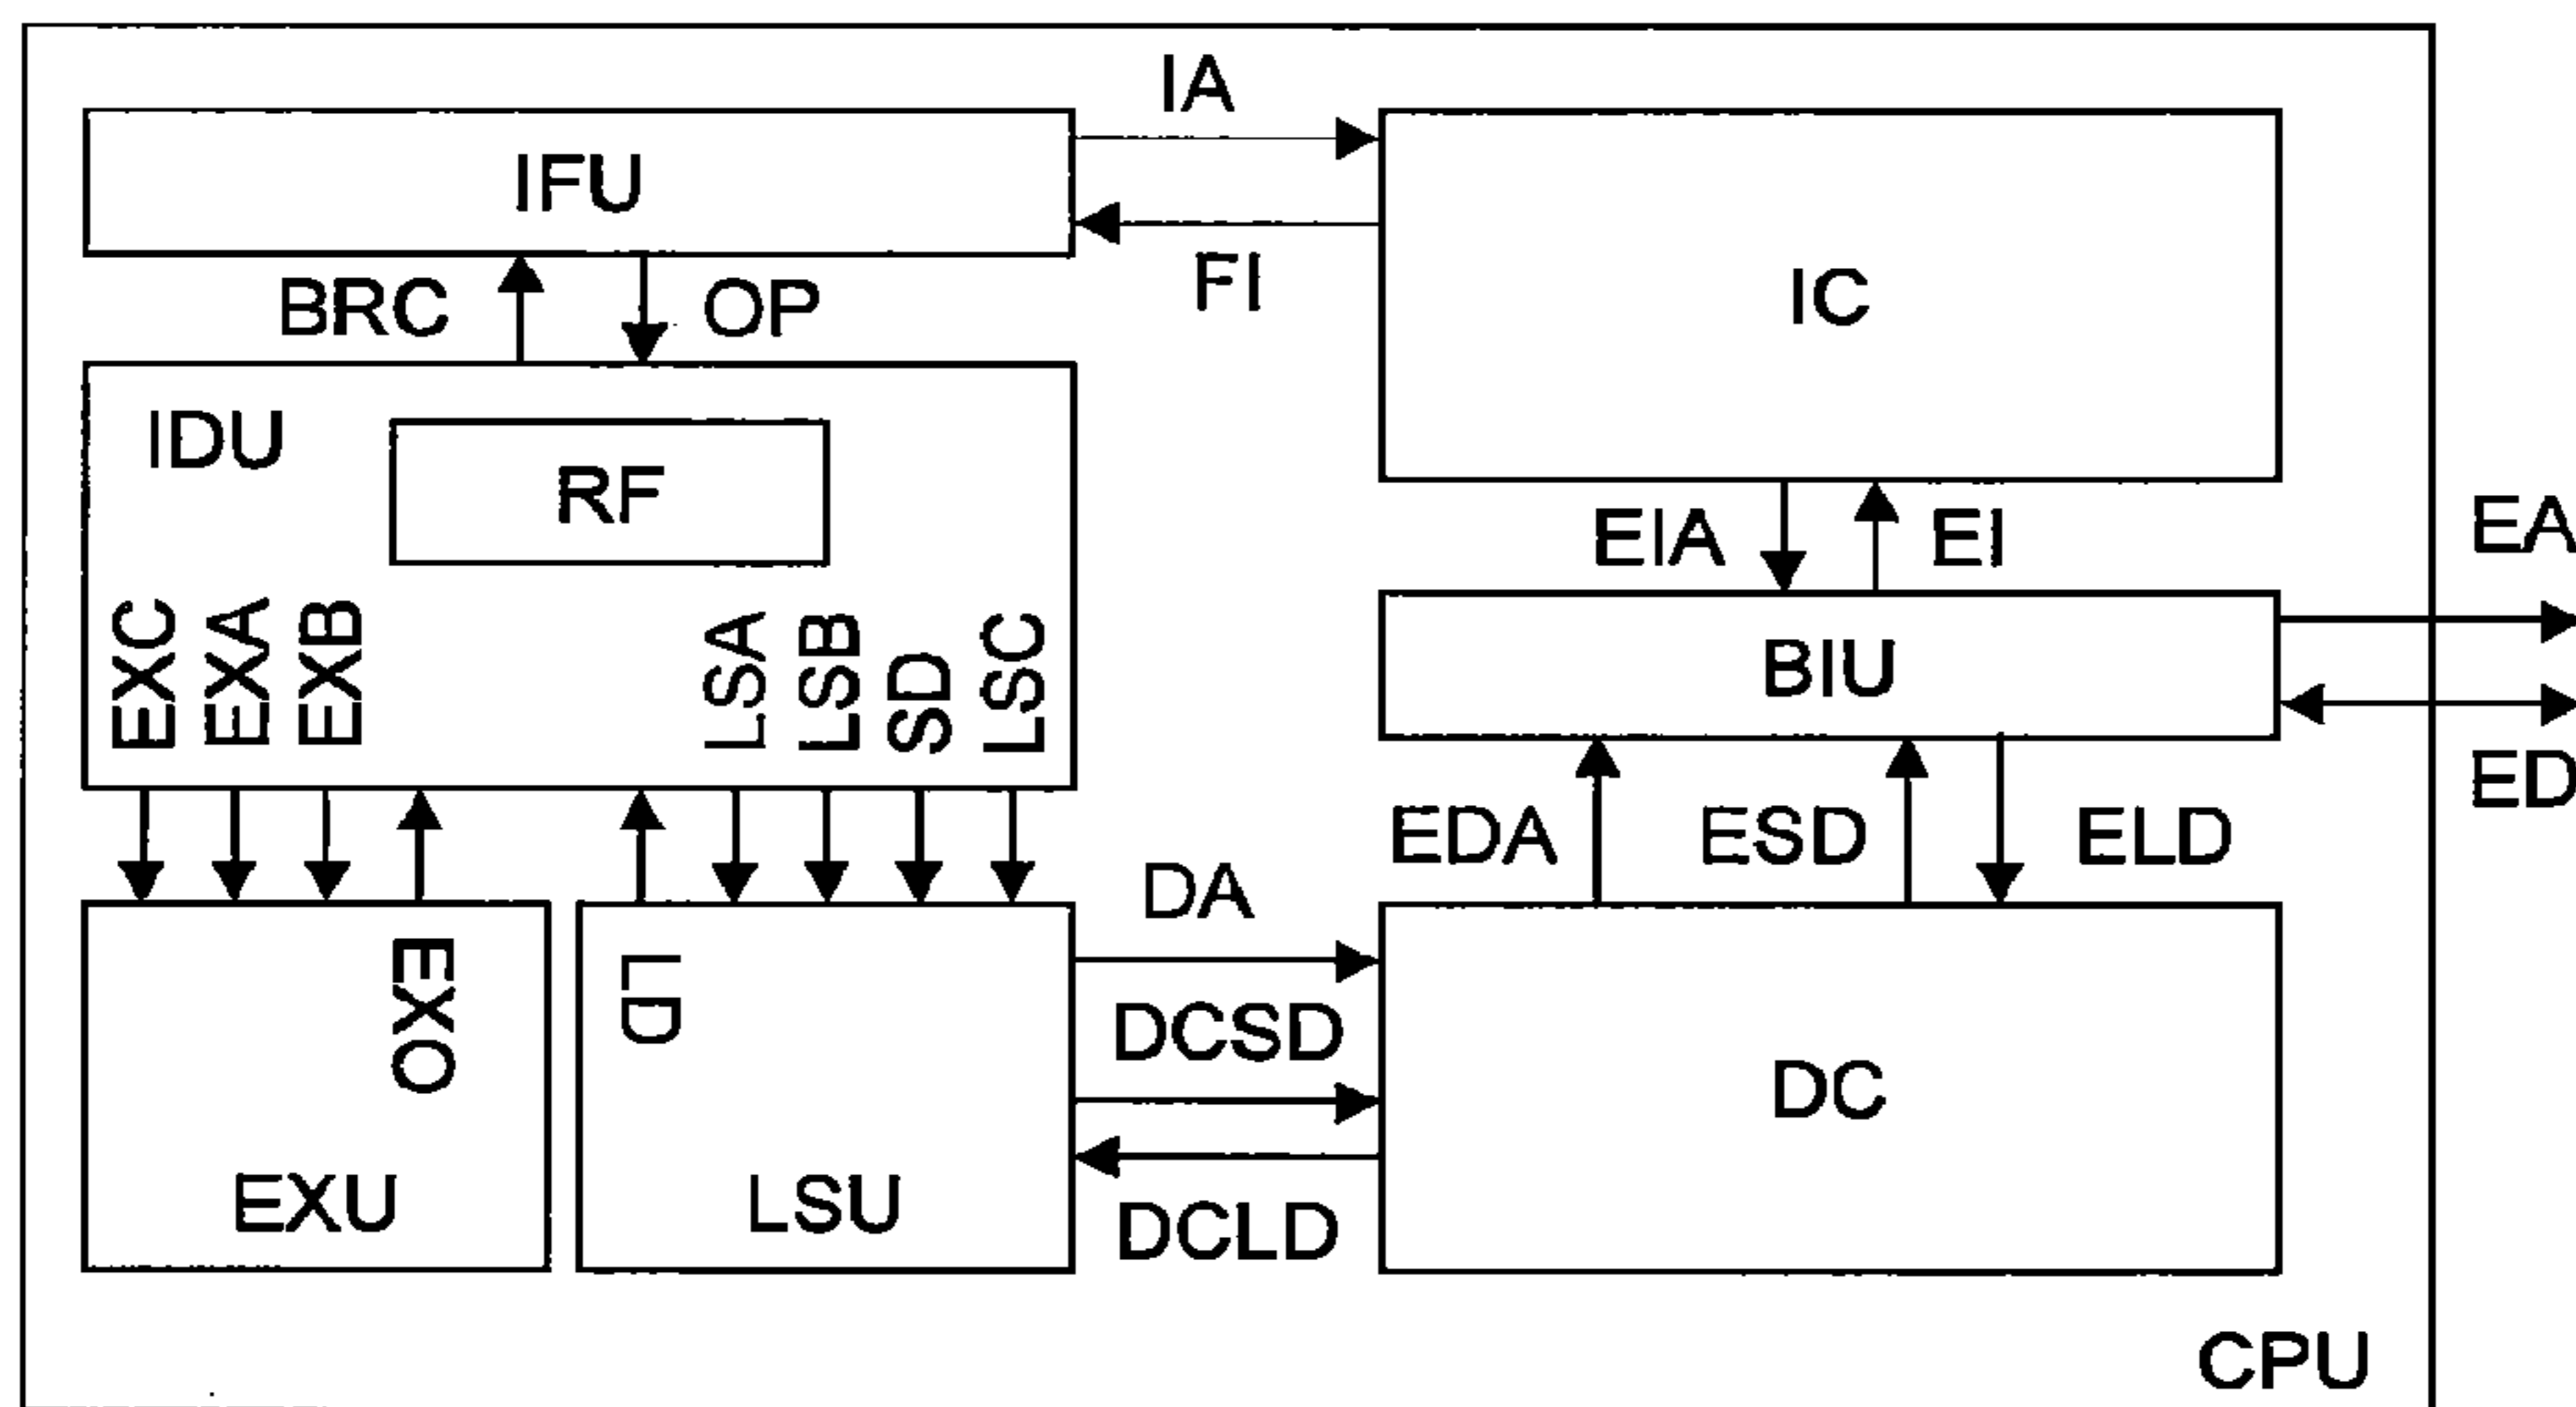 IA
IFU
FI
BRC
OP
IC
IDU
RF
EIA
EI
EA
EXC
EXA
EXB
LSA
LSB
SD
LSC
BIU
ED
EDA
ESD
ELD
DA
EXO
LD
DCSD
DC
EXU
LSU
DCLD
CPU